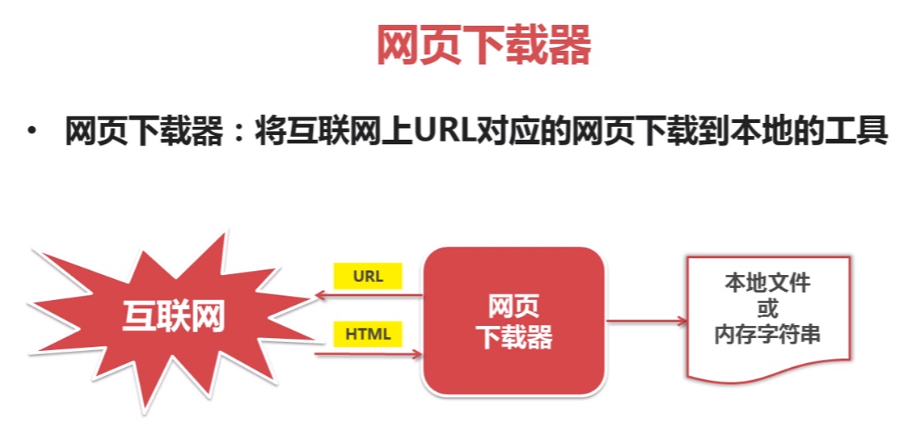 网页下载器
• 网页下载器：将互联网上URL对应的网页下载到本地的工具
互联网
URL
HTML
网页
下载器
本地文件
或
内存字符串